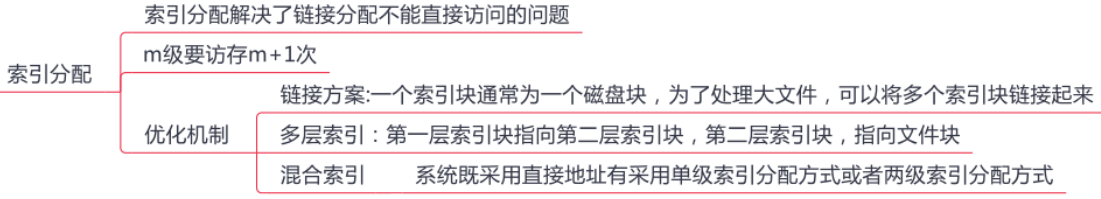 索引分配解决了链接分配不能直接访问的问题
m级要访存m+1次
索引分配
链接方案:一个索引块通常为一个磁盘块，为了处理大文件，可以将多个索引块链接起来
优化机制
多层索引：第一层索引块指向第二层索引块，第二层索引块，指向文件块
混合索引 系统既采用直接地址有采用单级索引分配方式或者两级索引分配方式